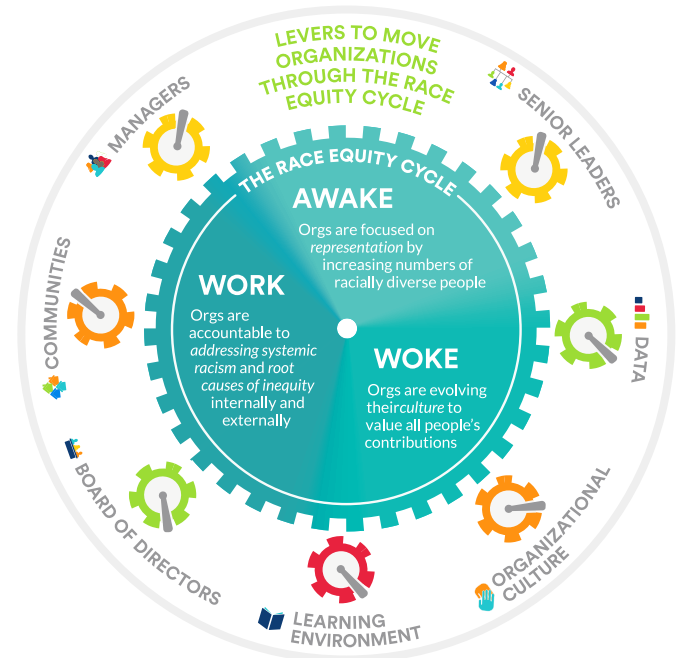 LEVERS TO MOVE
ORGANIZATIONS
THROUGH THE RACE
EQUITY CYCLE
SENIOR LEADERS
DATA
ORGANIZATIONAL
CULTURE
LEARNING
ENVIRONMENT
BOARD OF DIRECTORS
COMMUNITIES
MANAGERS
THE RACE EQUITY CYCLE
AWAKE
Orgs are focused on
representation by
increasing numbers of
racially diverse people
WOKE
Orgs are evolving
theirculture to
value all people's
contributions
WORK
Orgs are
accountable to
addressing systemic
racism and root
causes of inequity
internally and
externally